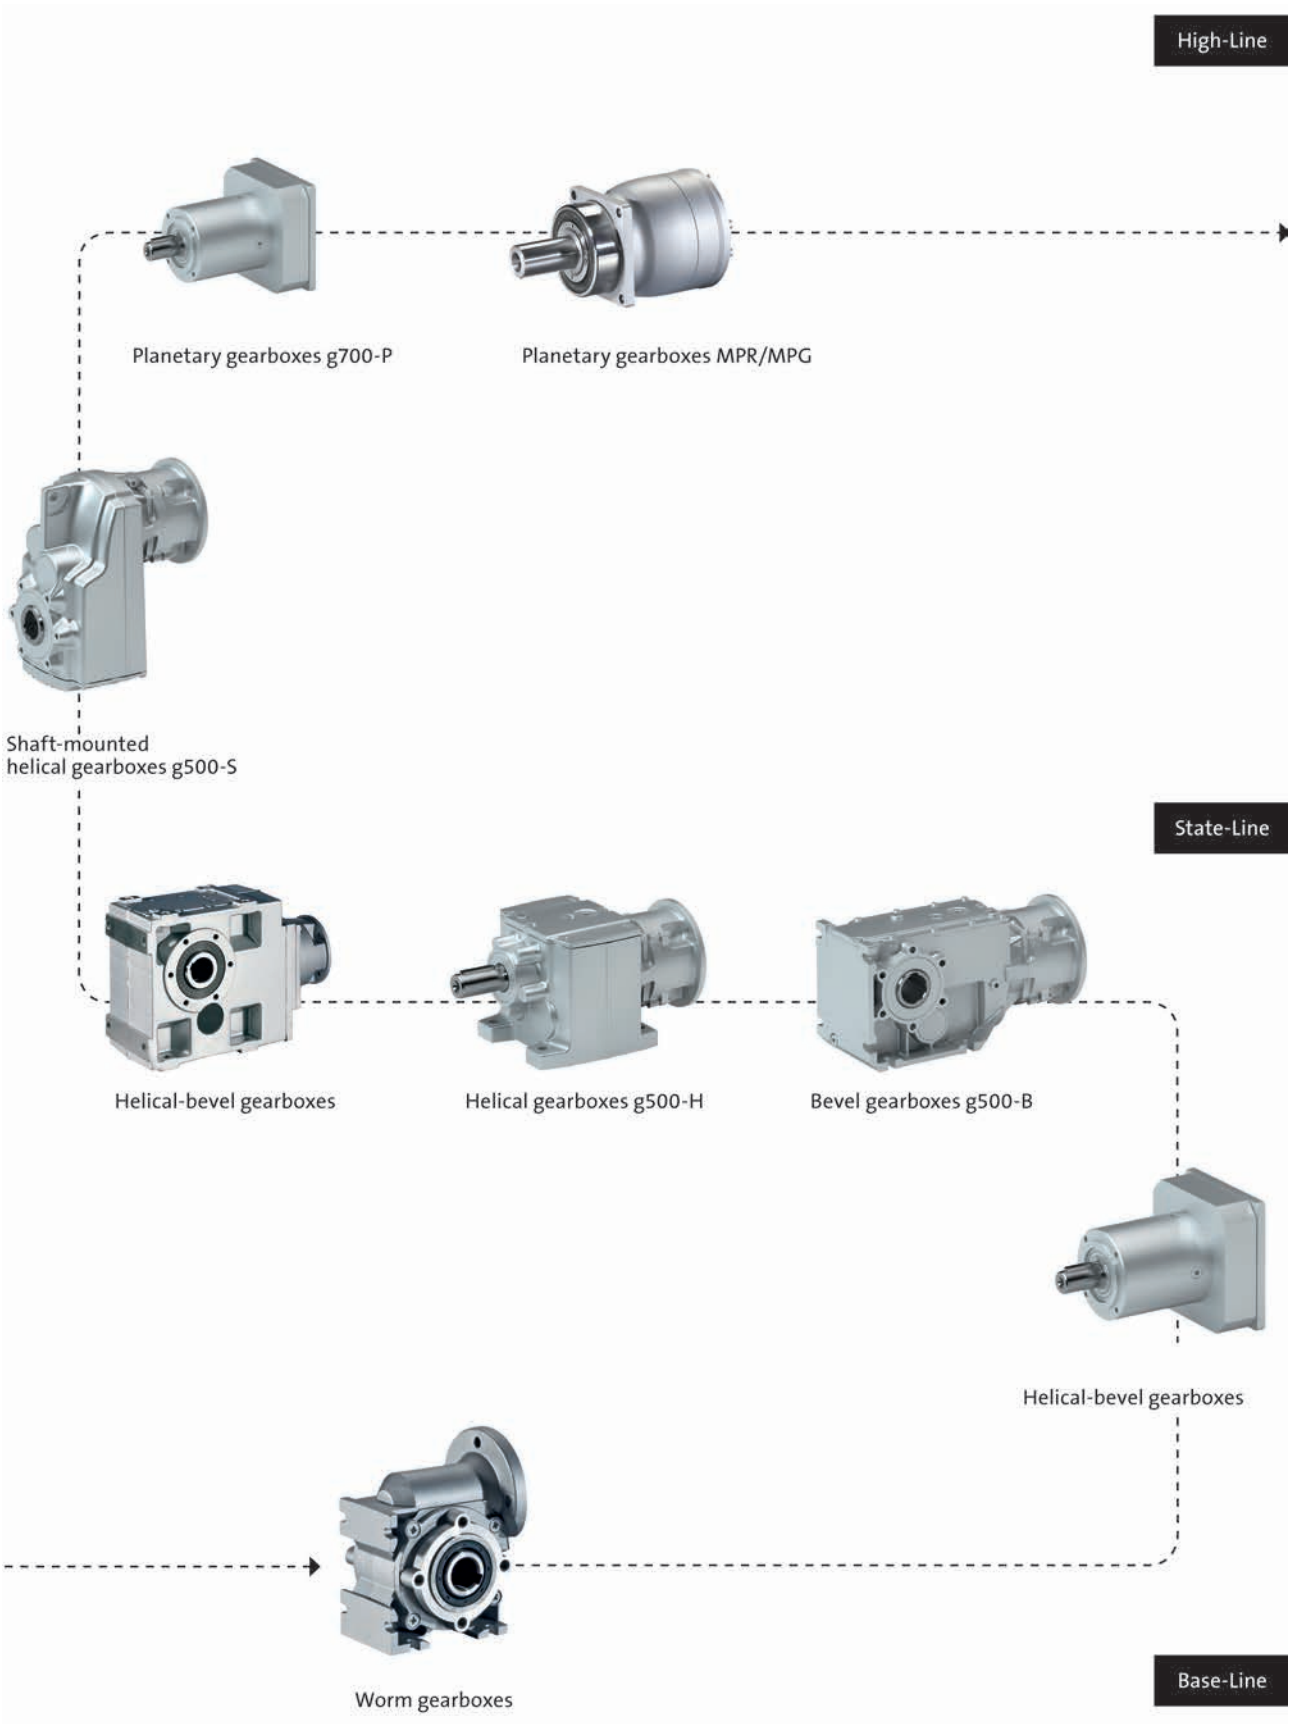 High-Line
Planetary gearboxes g700-P
Planetary gearboxes MPR/MPG
Shaft-mounted
helical gearboxes g500-S
State-Line
Helical-bevel gearboxes
Helical gearboxes g500-H
Bevel gearboxes g500-B
Helical-bevel gearboxes
Worm gearboxes
Base-Line